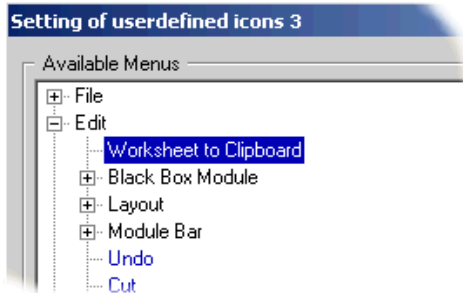 Setting of userdefined icons 3
Available Menus
File
Edit
Worksheet to Clipboard
Black Box Module
Layout
Module Bar
Undo
Cut